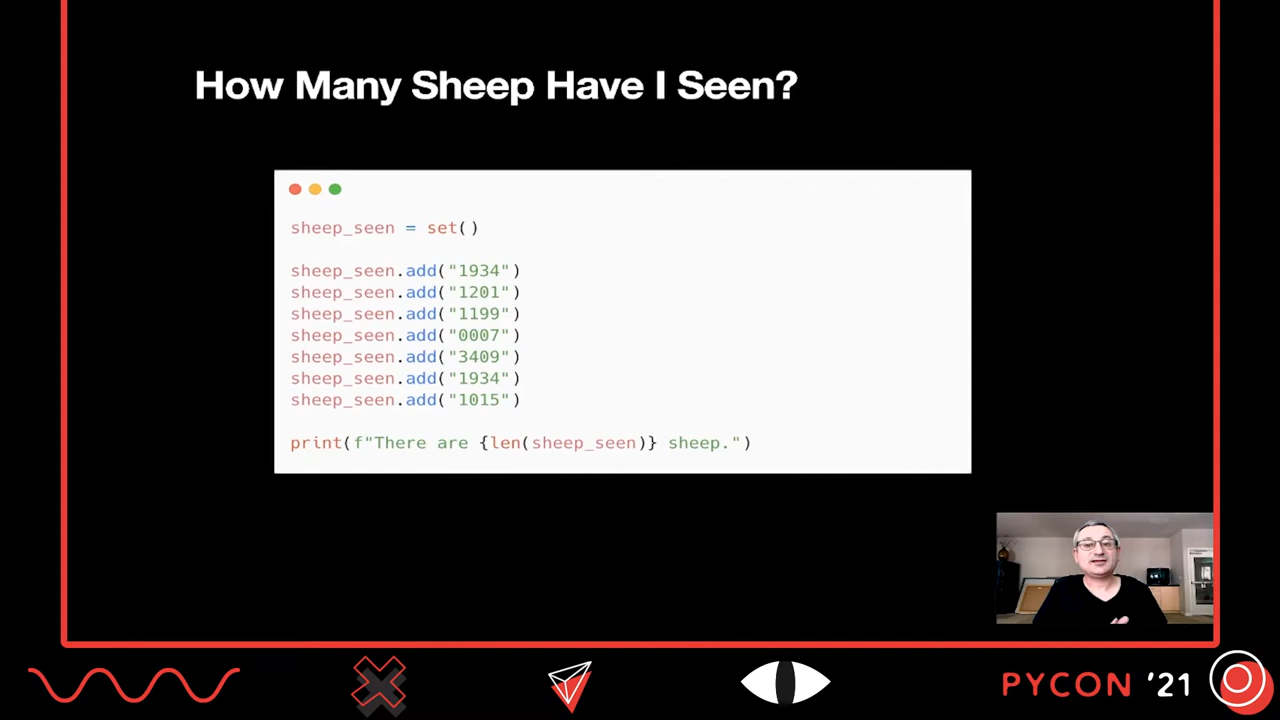 How Many Sheep Have I Seen?
sheep_seen = set()
sheep_seen.add("1934")
sheep_seen.add("1201")
sheep_seen.add("1199")
sheep_seen.add("0007")
sheep_seen.add("3409")
sheep_seen.add("1934")
sheep_seen.add("1015")
print(f"There are {len(sheep_seen)} sheep.")
PYCON '21